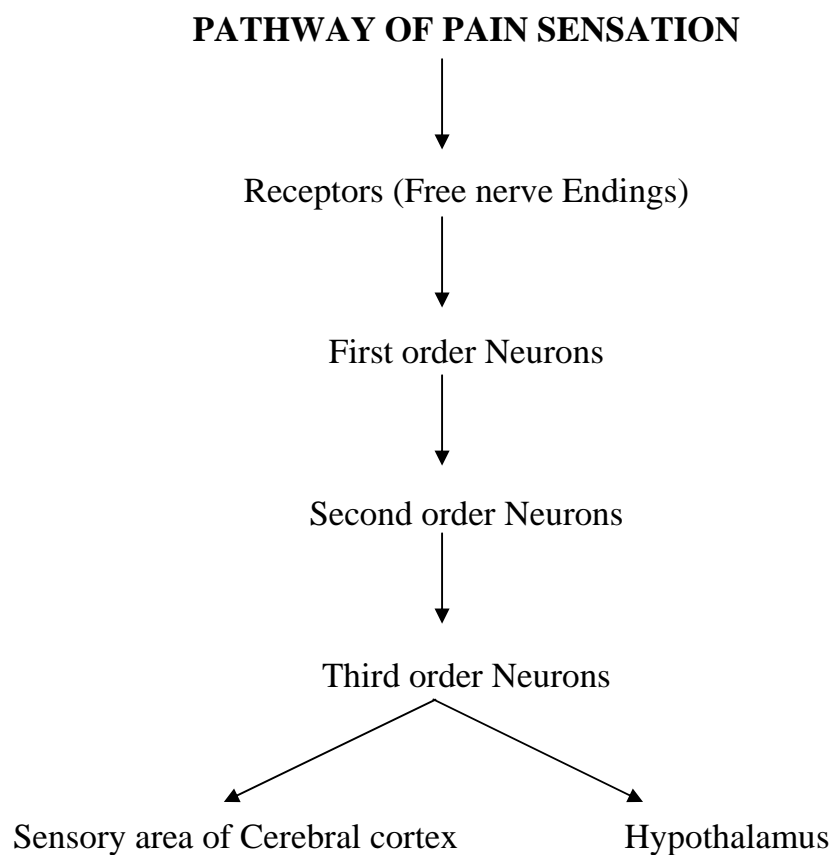 PATHWAY OF PAIN SENSATION
Receptors (Free nerve Endings)
First order Neurons
Second order Neurons
Third order Neurons
Sensory area of Cerebral cortex Hypothalamus